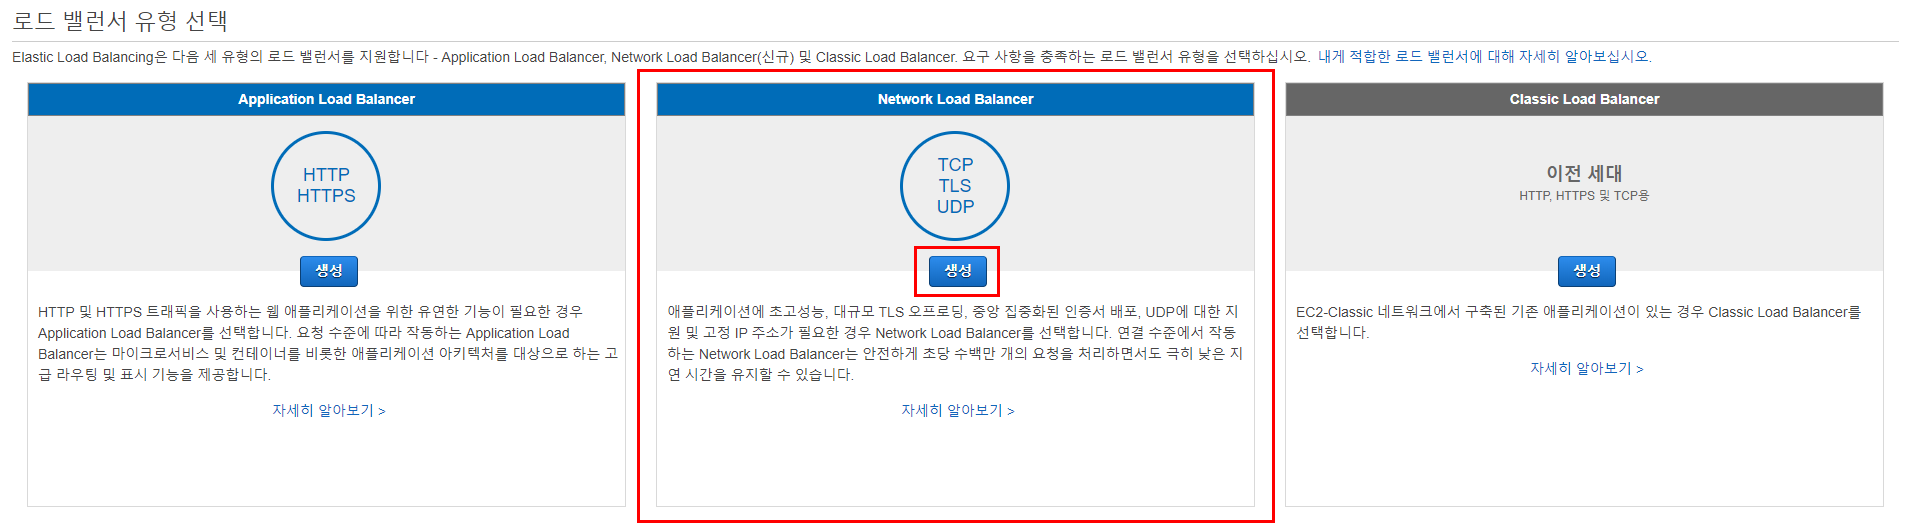 로드 밸런서 유형 선택
Elastic Load Balancing은 다음 세 유형의 로드 밸런서를 지원합니다 - Application Load Balancer, Network Load Balancer(신규) 및 Classic Load Balancer. 요구 사항을 충족하는 로드 밸런서 유형을 선택하십시오. 내게 적합한 로드 밸런서에 대해 자세히 알아보십시오.
Application Load Balancer
HTTP
HTTPS
생성
HTTP 및 HTTPS 트래픽을 사용하는 웹 애플리케이션을 위한 유연한 기능이 필요한 경우
Application Load Balancer를 선택합니다. 요청 수준에 따라 작동하는 Application Load
Balancer는 마이크로서비스 및 컨테이너를 비롯한 애플리케이션 아키텍처를 대상으로 하는 고
급 라우팅 및 표시 기능을 제공합니다.
자세히 알아보기 >
Network Load Balancer
TCP
TLS
UDP
생성
애플리케이션에 초고성능, 대규모 TLS 오프로딩, 중앙 집중화된 인증서 배포, UDP에 대한 지
원 및 고정 IP 주소가 필요한 경우 Network Load Balancer를 선택합니다. 연결 수준에서 작동
하는 Network Load Balancer는 안전하게 초당 수백만 개의 요청을 처리하면서도 극히 낮은 지
연 시간을 유지할 수 있습니다.
자세히 알아보기 >
Classic Load Balancer
이전 세대
HTTP, HTTPS 및 TCP용
생성
EC2-Classic 네트워크에서 구축된 기존 애플리케이션이 있는 경우 Classic Load Balancer를
선택합니다.
자세히 알아보기 >